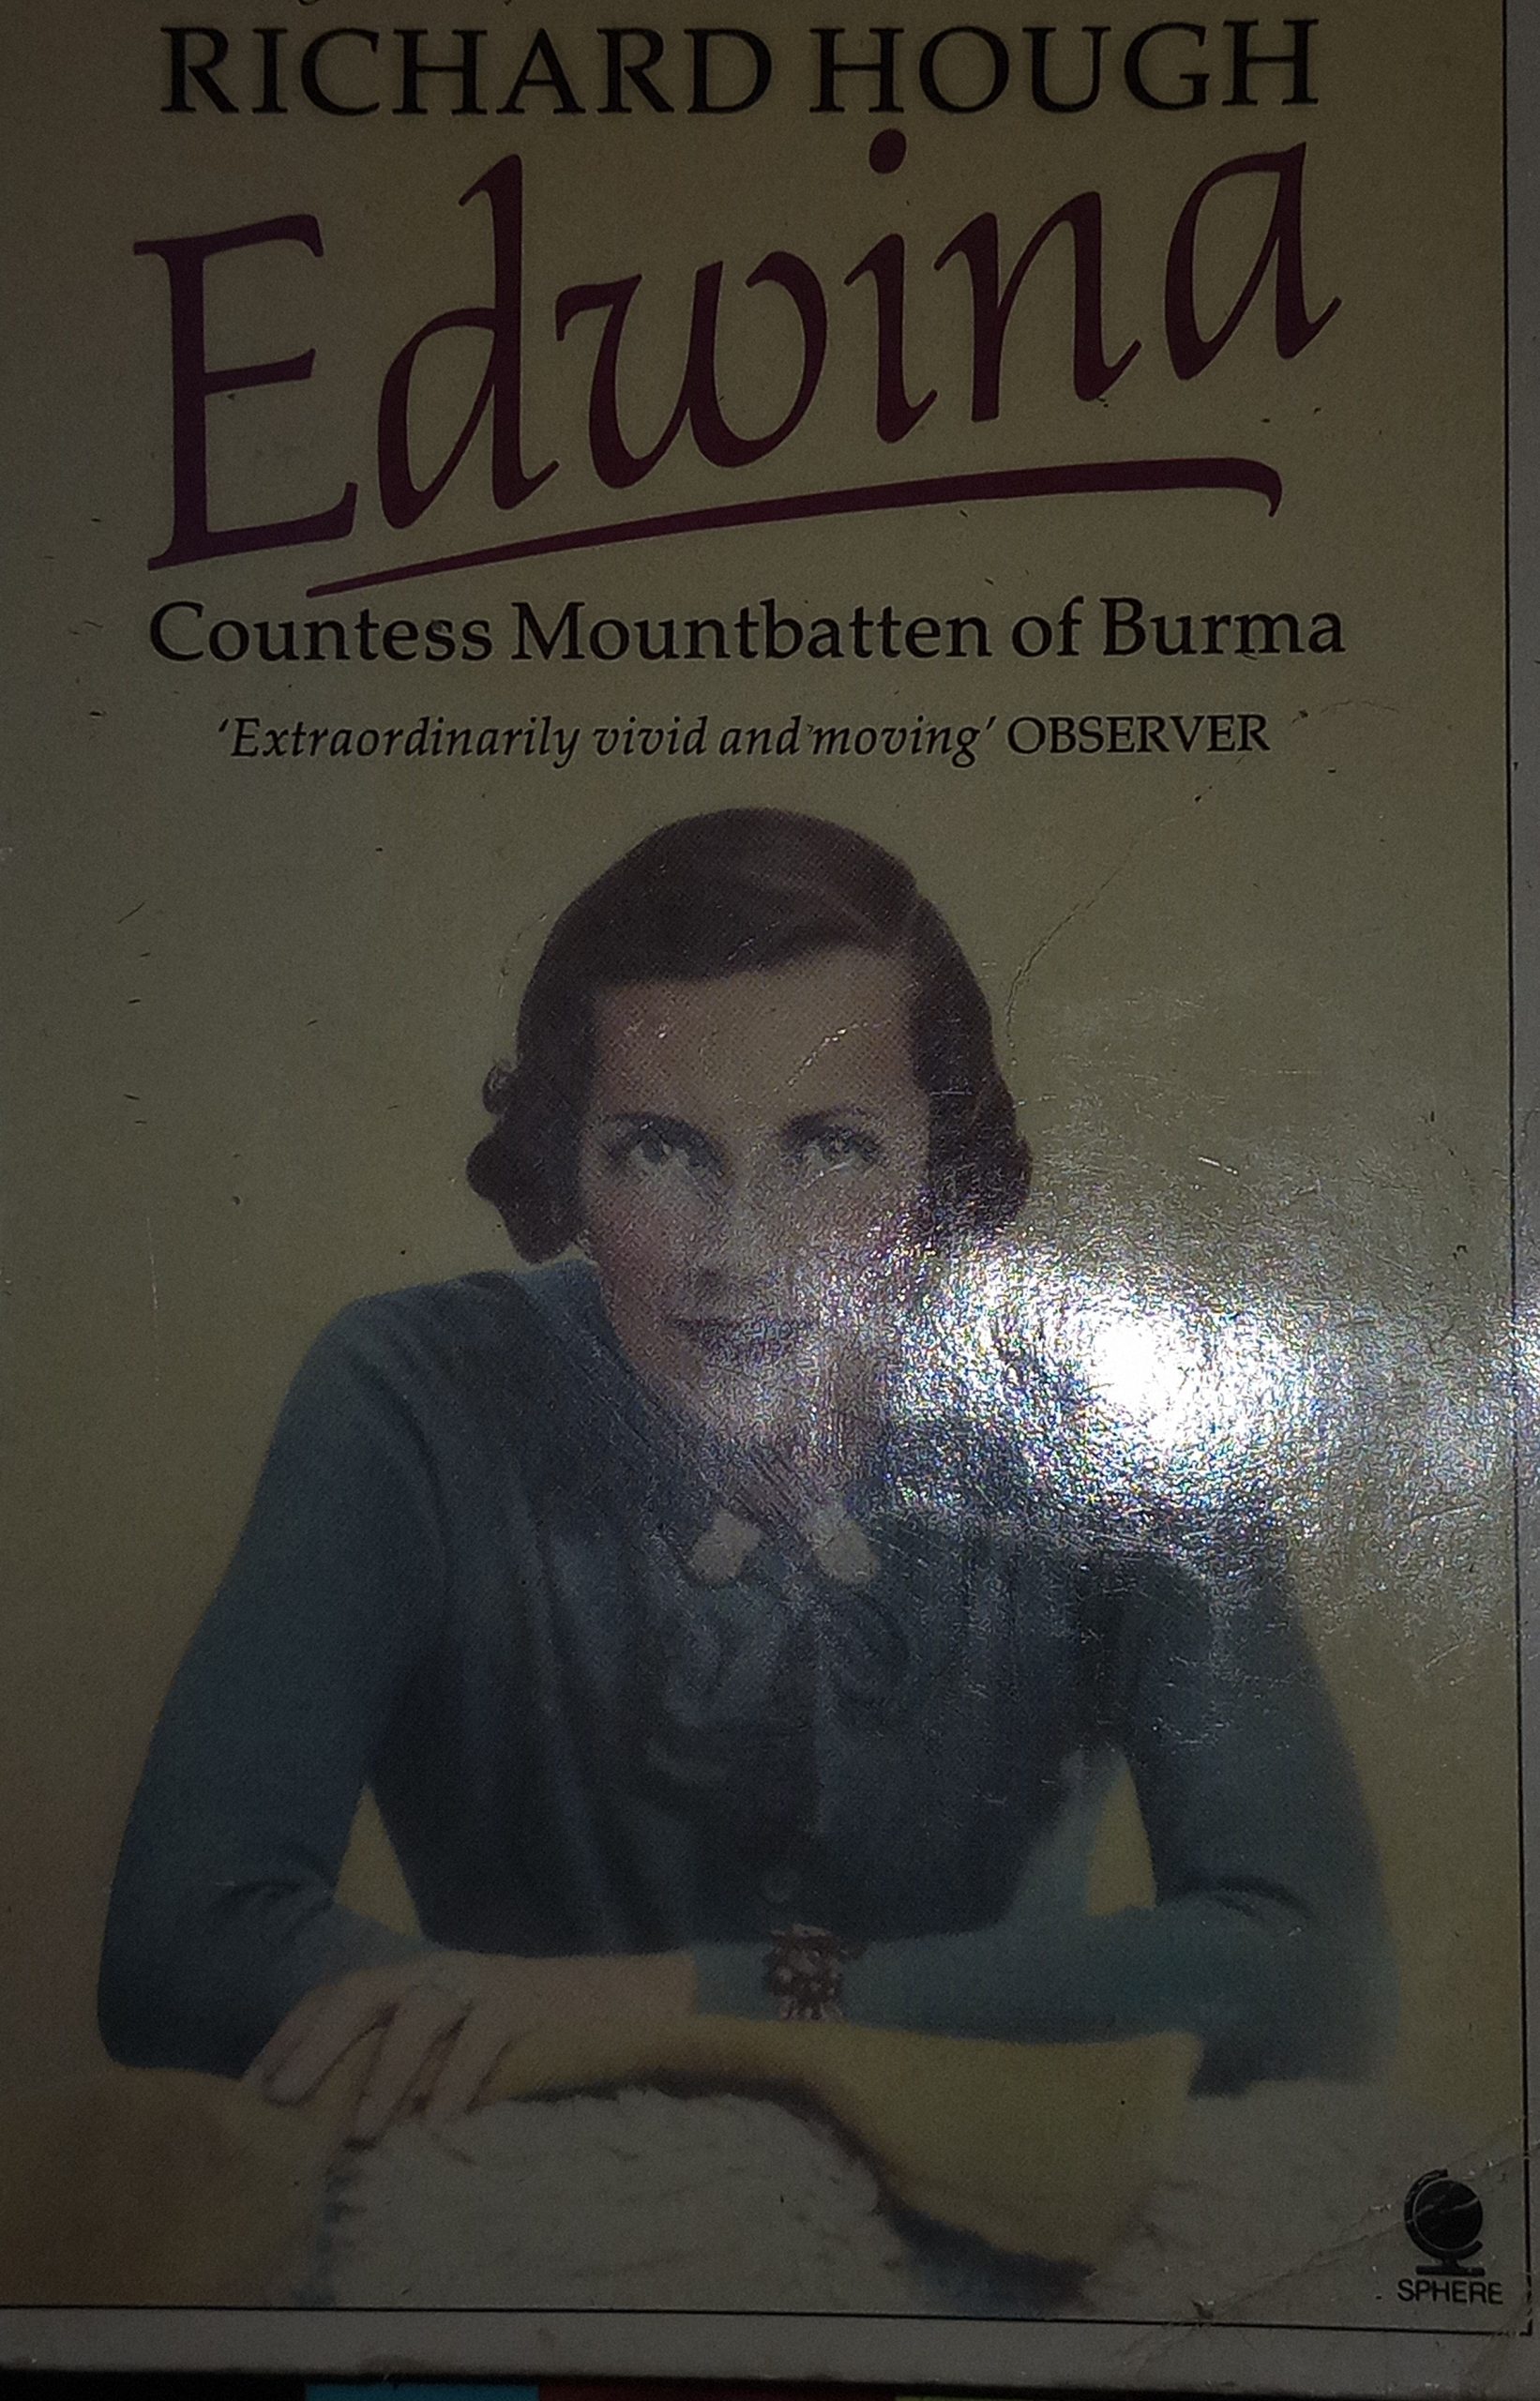 RICHARD HOUGH
Edwina
Countess Mountbatten of Burma
‘Extraordinarily vivid and moving’ OBSERVER
SPHERE